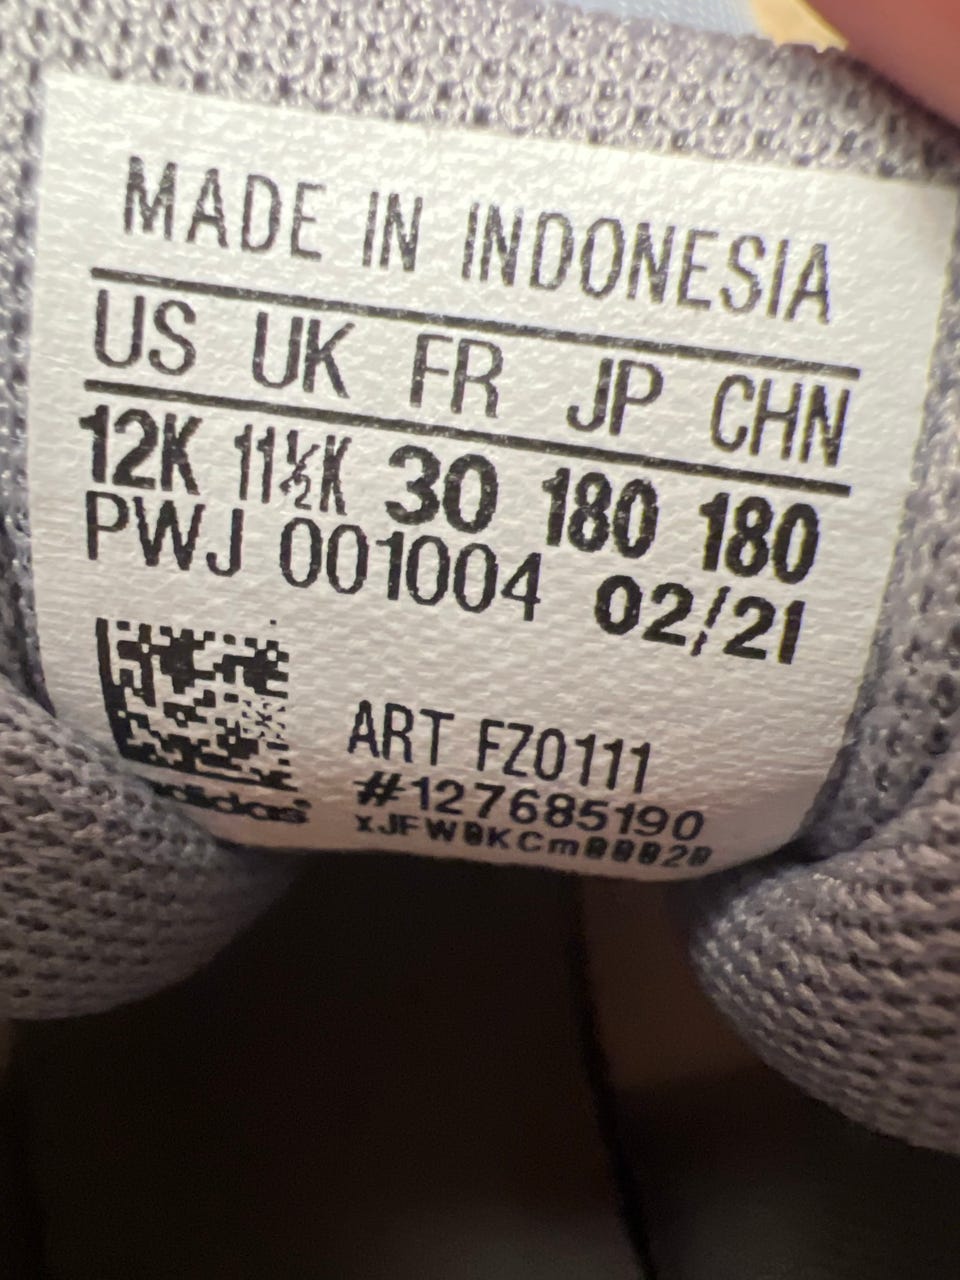 MADE IN INDONESIA
US UK FR JP CHN
12K 11½K 30 180 180
PWJ 001004 02/21
ART FZ0111
#127685190
adidas